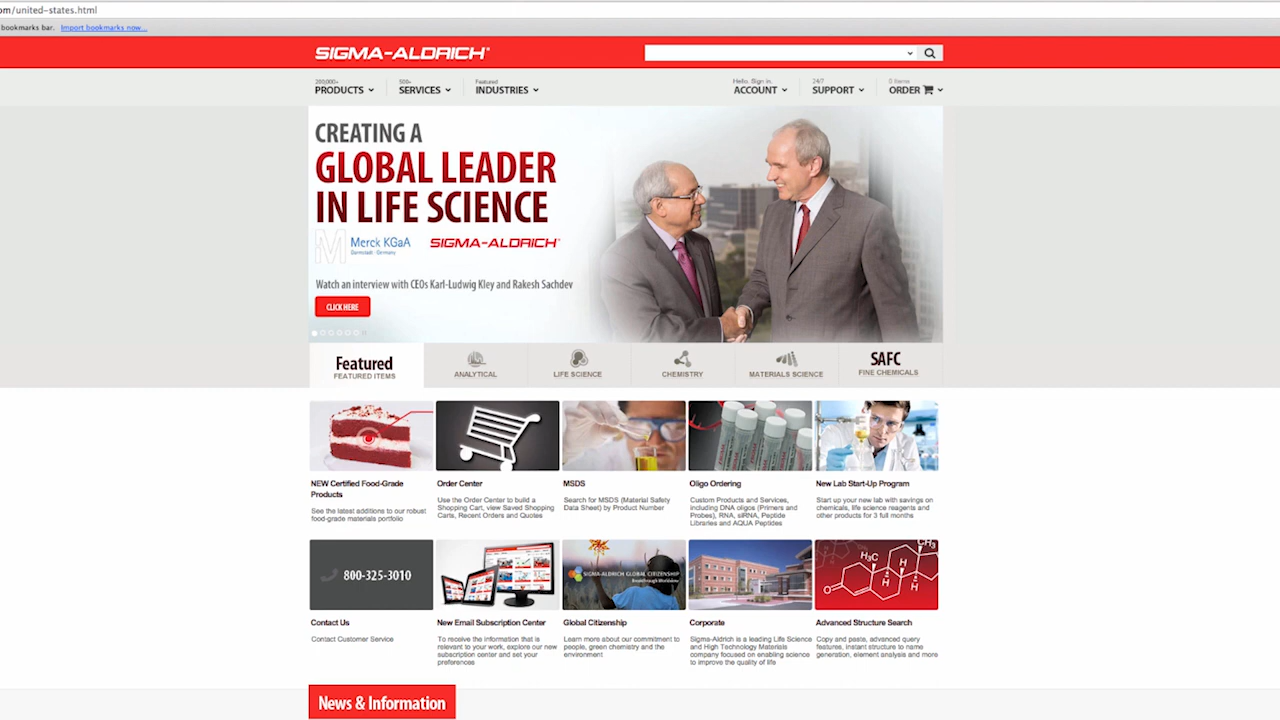 om/united-states.html
bookmarks bar. Import bookmarks now...
SIGMA-ALDRICH®
PRODUCTS
500+
SERVICES
Featured
INDUSTRIES
Hello. Sign in.
ACCOUNT
24/7
SUPPORT
0 Items
ORDER
CREATING A
GLOBAL LEADER
IN LIFE SCIENCE
M Merck KGaA
Darmstadt · Germany
SIGMA-ALDRICH
Watch an interview with CEOs Karl-Ludwig Kley and Rakesh Sachdev
CLICK HERE
Featured
FEATURED ITEMS
ANALYTICAL
LIFE SCIENCE
CHEMISTRY
MATERIALS SCIENCE
SAFC
FINE CHEMICALS
NEW Certified Food-Grade
Products
See the latest additions to our robust
food-grade materials portfolio
Order Center
Use the Order Center to build a
Shopping Cart, view Saved Shopping
Carts, Recent Orders and Quotes
MSDS
Search for MSDS (Material Safety
Data Sheet) by Product Number
Oligo Ordering
Custom Products and Services,
including DNA oligos (Primers and
Probes), RNA, siRNA, Peptide
Libraries and AQUA Peptides
New Lab Start-Up Program
Start up your new lab with savings on
chemicals, life science reagents and
other products for 3 full months
800-325-3010
Contact Us
Contact Customer Service
New Email Subscription Center
To receive the information that is
relevant to your work, explore our new
subscription center and set your
preferences
SIGMA-ALDRICH GLOBAL CITIZENSHIP
Global Citizenship
Learn more about our commitment to
people, green chemistry and the
environment
Corporate
Sigma-Aldrich is a leading Life Science
and High Technology Materials
company focused on enabling science
to improve the quality of life
CH3
H3C
H
H
H
H
O
Advanced Structure Search
Copy and paste, advanced query
features, instant structure to name
generation, element analysis and more
News & Information